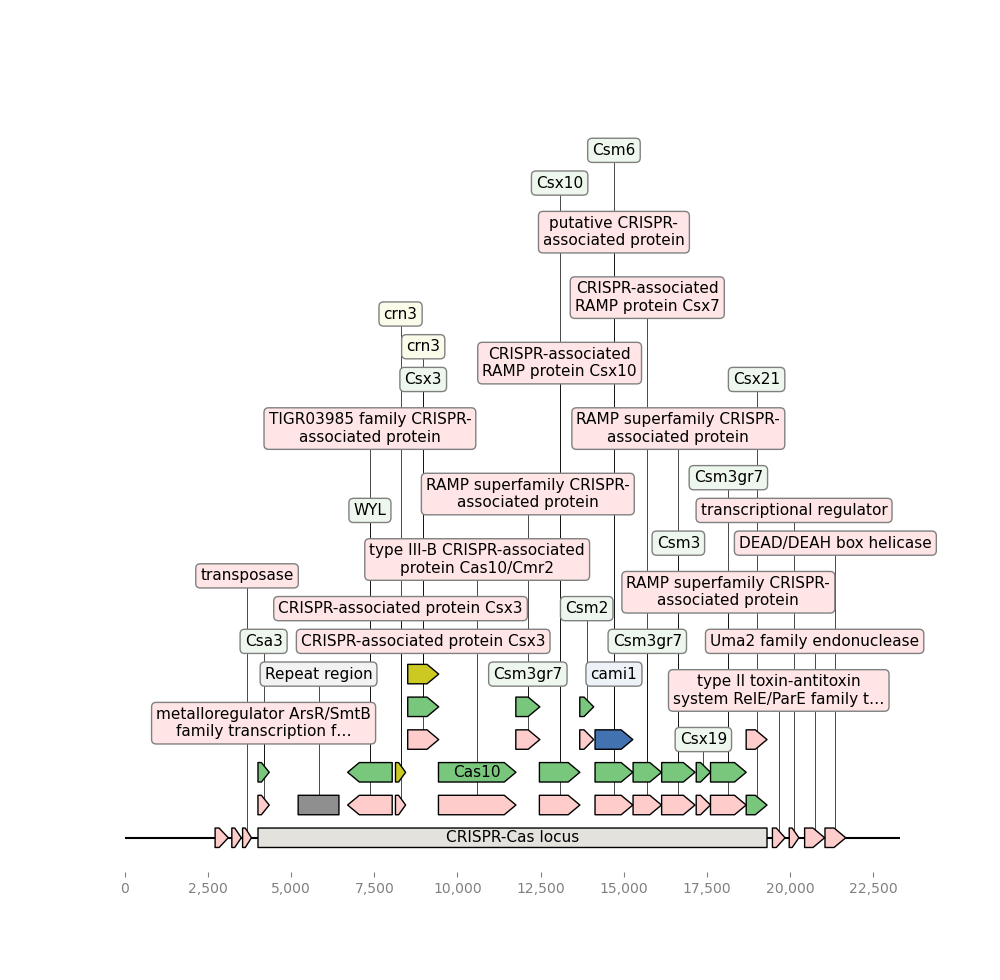 Csm6
Csx10
putative CRISPR-
associated protein
CRISPR-associated
RAMP protein Csx7
crn3
crn3
CRISPR-associated
RAMP protein Csx10
Csx3
Csx21
TIGR03985 family CRISPR-
associated protein
RAMP superfamily CRISPR-
associated protein
Csm3gr7
RAMP superfamily CRISPR-
associated protein
WYL
transcriptional regulator
Csm3
DEAD/DEAH box helicase
type III-B CRISPR-associated
protein Cas10/Cmr2
transposase
RAMP superfamily CRISPR-
associated protein
CRISPR-associated protein Csx3
Csm2
Csa3
CRISPR-associated protein Csx3
Csm3gr7
Uma2 family endonuclease
Repeat region
Csm3gr7
cami1
type II toxin-antitoxin
system RelE/ParE family t...
metalloregulator ArsR/SmtB
family transcription f...
Csx19
Cas10
CRISPR-Cas locus
0 2,500 5,000 7,500 10,000 12,500 15,000 17,500 20,000 22,500